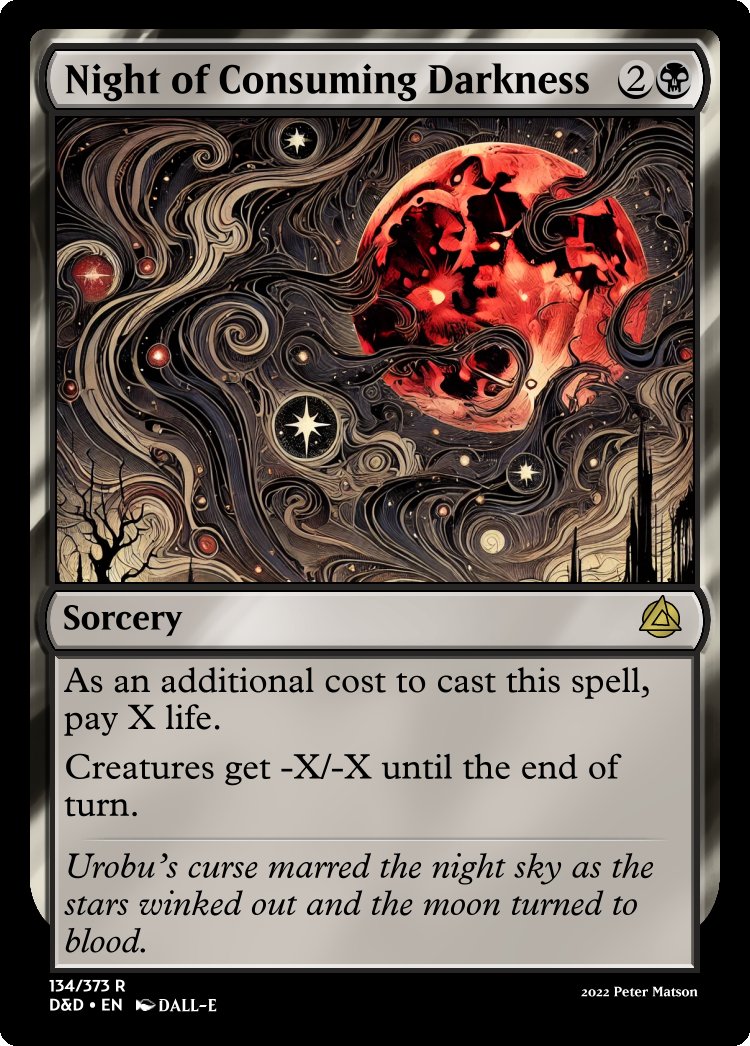 Night of Consuming Darkness 2
Sorcery
As an additional cost to cast this spell,
pay X life.
Creatures get -X/-X until the end of
turn.
Urobu's curse marred the night sky as the
stars winked out and the moon turned to
blood.
134/373 R
D&D • EN DALL-E
2022 Peter Matson